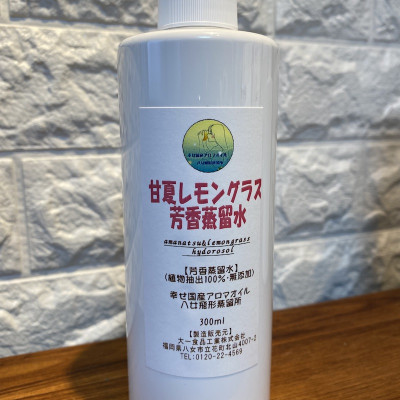 甘夏レモングラス
芳香蒸留水
amanatsu&lemongrass
hydorosol
【芳香蒸留水】
(植物抽出100%・無添加)
幸せ国産アロマオイル
八女飛形蒸留所
300ml
【製造販売元】
大一食品工業株式会社
福岡県八女市立花町北山4007-2
TEL:0120-22-4569